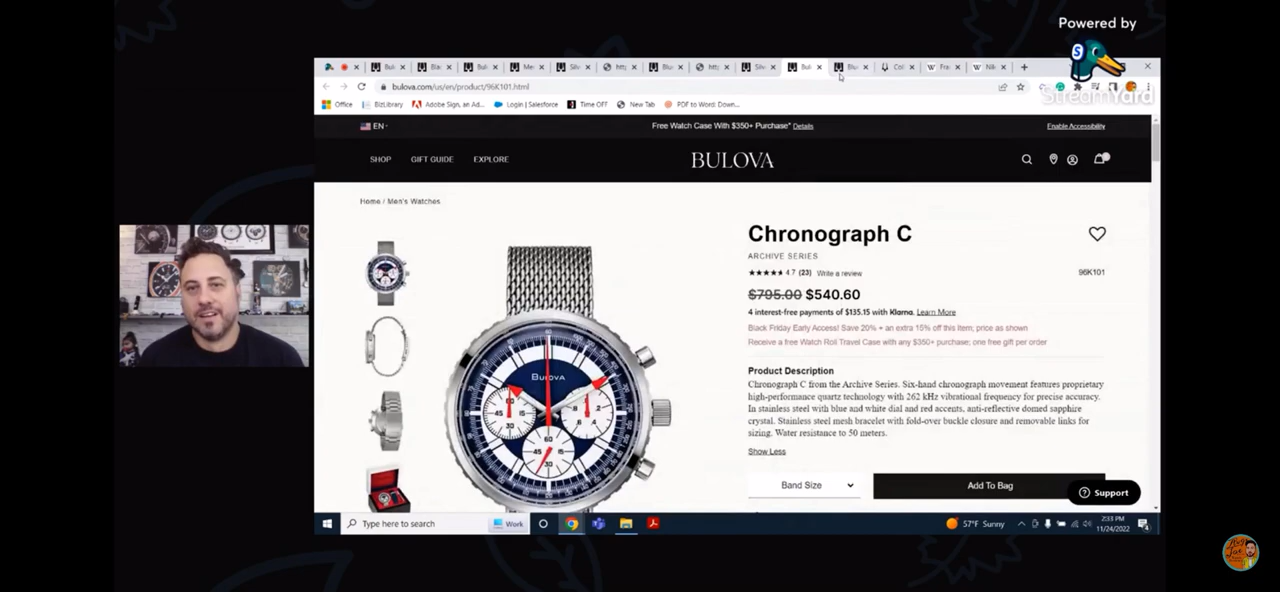 Powered by
StreamYard
bulova.com/us/en/product/96K101.html
Office
BizLibrary
Adobe Sign, an Ad...
Login | Salesforce
Time OFF
New Tab
PDF to Word: Down...
EN
Free Watch Case With $350+ Purchase* Details
Enable Accessibility
SHOP
GIFT GUIDE
EXPLORE
BULOVA
Home / Men's Watches
Chronograph C
ARCHIVE SERIES
4.7 (23) Write a review
96K101
$795.00 $540.60
4 interest-free payments of $135.15 with Klarna. Learn More
Black Friday Early Access! Save 20% + an extra 15% off this item; price as shown
Receive a free Watch Roll Travel Case with any $350+ purchase; one free gift per order
Product Description
Chronograph C from the Archive Series. Six-hand chronograph movement features proprietary
high-performance quartz technology with 262 kHz vibrational frequency for precise accuracy.
In stainless steel with blue and white dial and red accents, anti-reflective domed sapphire
crystal. Stainless steel mesh bracelet with fold-over buckle closure and removable links for
sizing. Water resistance to 50 meters.
Show Less
Band Size
Add To Bag
Support
BULOVA
45 15
30
60
45 15
30
Type here to search
Work
57°F Sunny
2:33 PM
11/24/2022